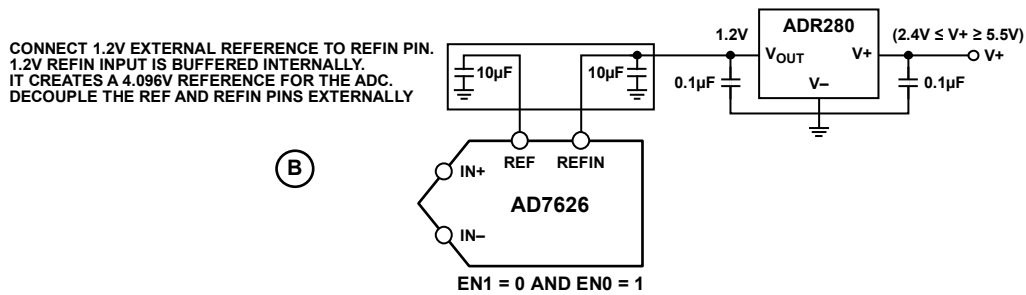 CONNECT 1.2V EXTERNAL REFERENCE TO REFIN PIN.
1.2V REFIN INPUT IS BUFFERED INTERNALLY.
IT CREATES A 4.096V REFERENCE FOR THE ADC.
DECOUPLE THE REF AND REFIN PINS EXTERNALLY
10µF
10µF
1.2V
ADR280
(2.4V ≤ V+ ≥ 5.5V)
VOUT
V+
V+
0.1µF
V–
0.1µF
B
REF
REFIN
IN+
AD7626
IN–
EN1 = 0 AND EN0 = 1